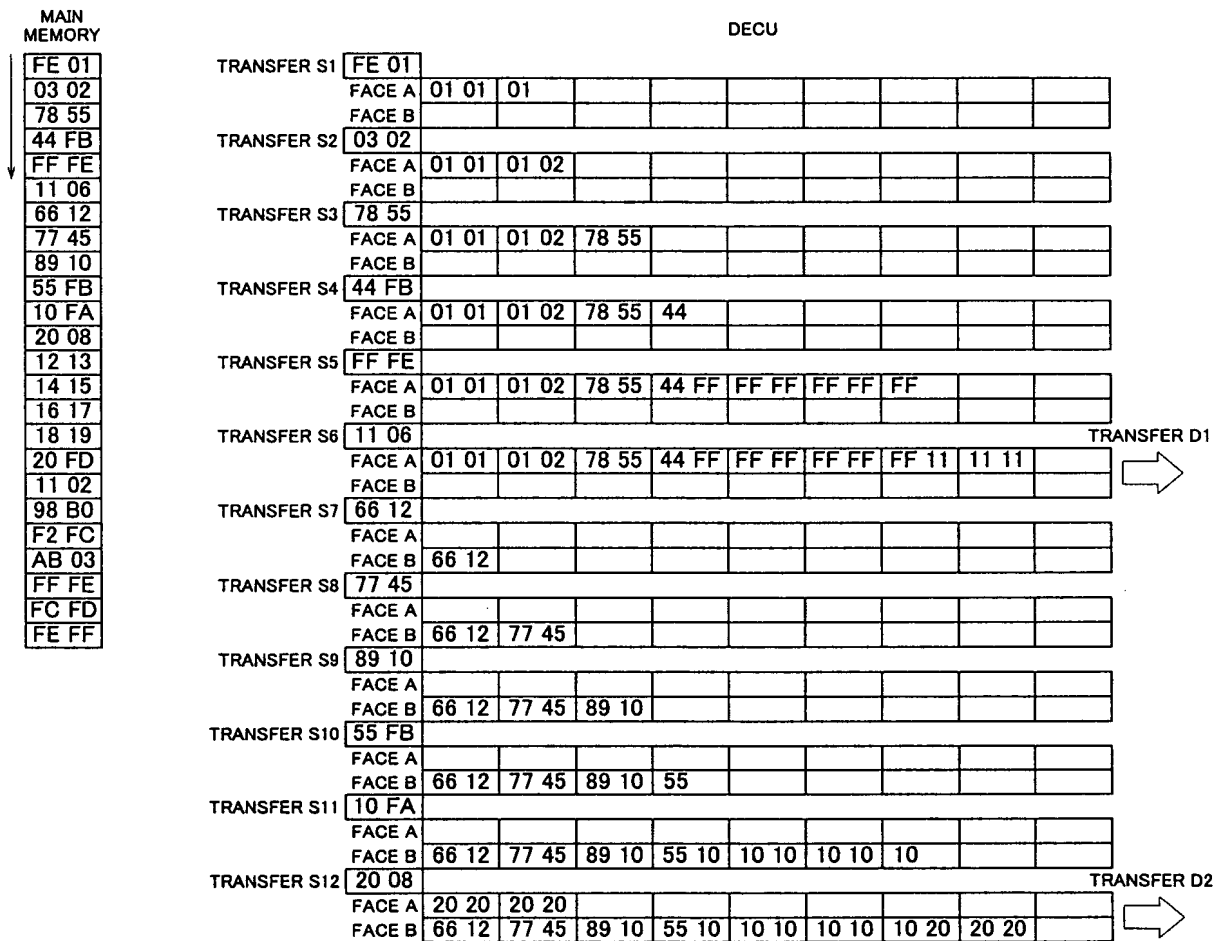 MAIN
MEMORY
FE 01
03 02
78 55
44 FB
FF FE
11 06
66 12
77 45
89 10
55 FB
10 FA
20 08
12 13
14 15
16 17
18 19
20 FD
11 02
98 B0
F2 FC
AB 03
FF FE
FC FD
FE FF
DECU
TRANSFER S1 FE 01
FACE A 01 01 01
FACE B
TRANSFER S2 03 02
FACE A 01 01 01 02
FACE B
TRANSFER S3 78 55
FACE A 01 01 01 02 78 55
FACE B
TRANSFER S4 44 FB
FACE A 01 01 01 02 78 55 44
FACE B
TRANSFER S5 FF FE
FACE A 01 01 01 02 78 55 44 FF FF FF FF FF FF
FACE B
TRANSFER S6 11 06 TRANSFER D1
FACE A 01 01 01 02 78 55 44 FF FF FF FF FF FF 11 11 11
FACE B
TRANSFER S7 66 12
FACE A
FACE B 66 12
TRANSFER S8 77 45
FACE A
FACE B 66 12 77 45
TRANSFER S9 89 10
FACE A
FACE B 66 12 77 45 89 10
TRANSFER S10 55 FB
FACE A
FACE B 66 12 77 45 89 10 55
TRANSFER S11 10 FA
FACE A
FACE B 66 12 77 45 89 10 55 10 10 10 10 10 10
TRANSFER S12 20 08 TRANSFER D2
FACE A 20 20 20 20
FACE B 66 12 77 45 89 10 55 10 10 10 10 10 10 20 20 20